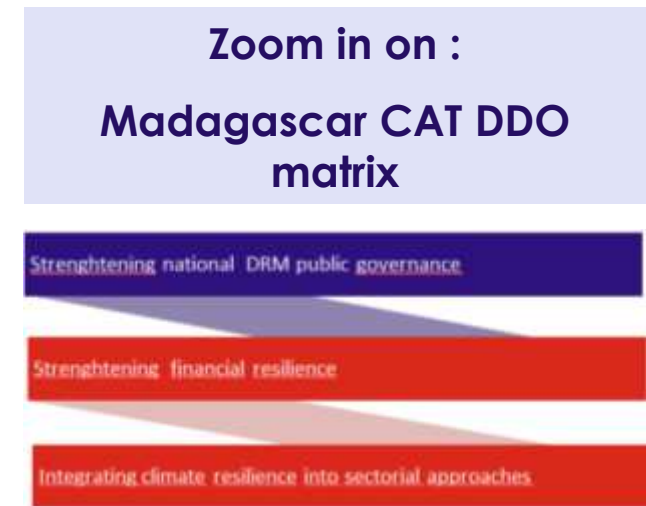 Zoom in on :
Madagascar CAT DDO
matrix
Strenghtening national DRM public governance
Strenghtening financial resilience
Integrating climate resilience into sectorial approaches